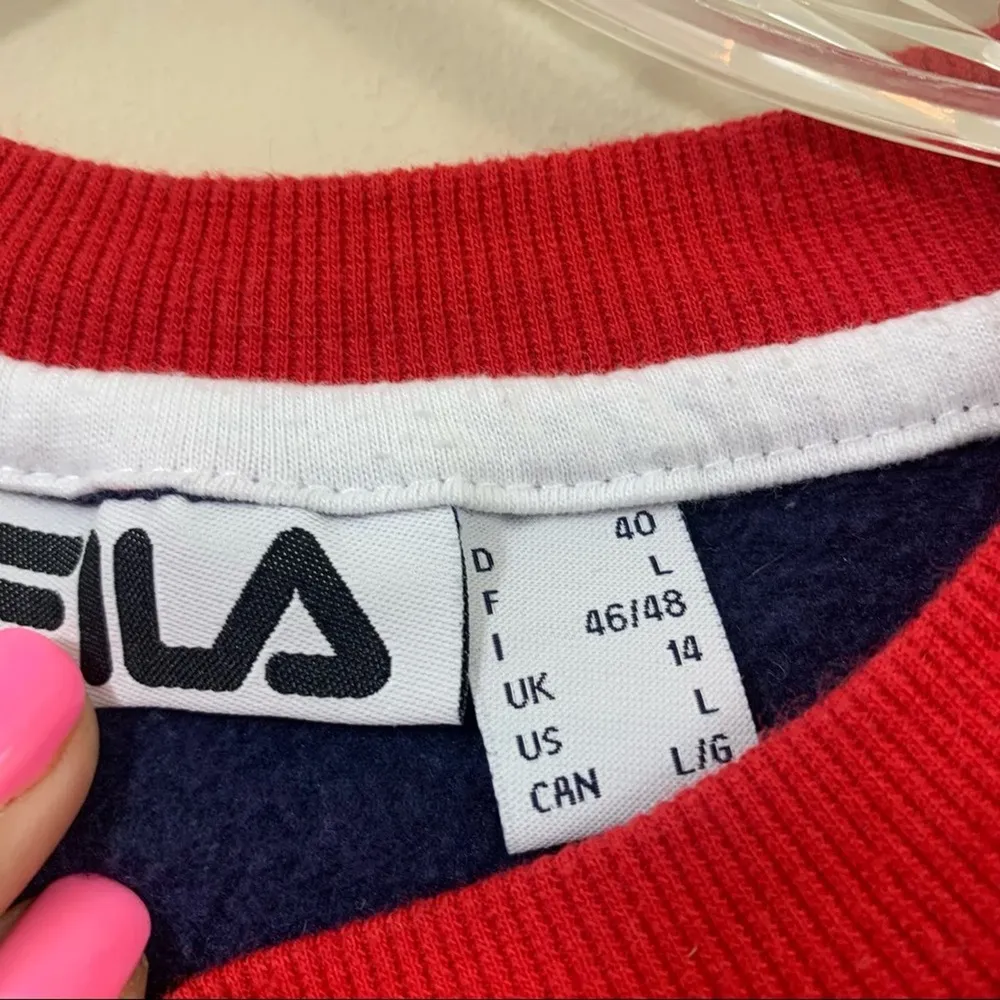 FILA
D 40
F L
I 46/48
UK 14
US L
CAN L/G